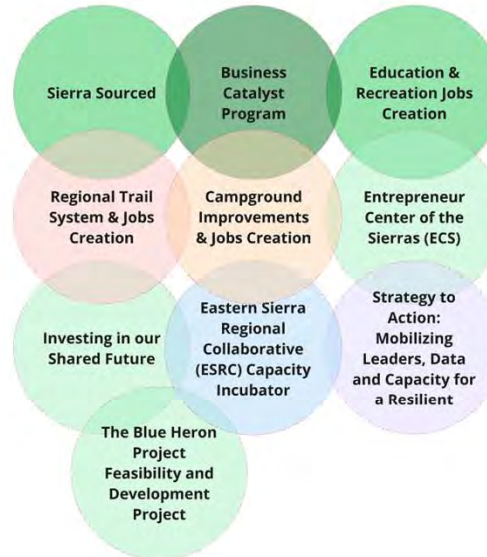 Sierra Sourced
Business
Catalyst
Program
Education &
Recreation Jobs
Creation
Regional Trail
System & Jobs
Creation
Campground
Improvements
& Jobs Creation
Entrepreneur
Center of the
Sierras (ECS)
Investing in our
Shared Future
Eastern Sierra
Regional
Collaborative
(ESRC) Capacity
Incubator
Strategy to
Action:
Mobilizing
Leaders, Data
and Capacity for
a Resilient
The Blue Heron
Project
Feasibility and
Development
Project